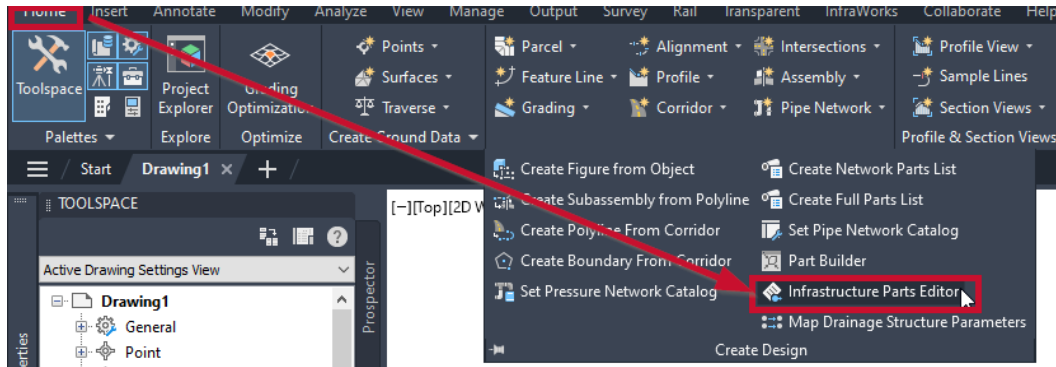 Home Insert Annotate Modify Analyze View Manage Output Survey Rail Transparent InfraWorks Collaborate Help
Points Parcel Alignment Intersections Profile View
Surfaces Feature Line Profile Assembly Sample Lines
Toolspace Project Explorer Grading Optimization
Traverse Grading Corridor Pipe Network Section Views
Palettes Explore Optimize Create Ground Data Profile & Section Views
Start Drawing1 × +
TOOLSPACE
[−][Top][2D W
Active Drawing Settings View
Drawing1
General
Point
Prospector
Create Figure from Object Create Network Parts List
Create Subassembly from Polyline Create Full Parts List
Create Polyline From Corridor Set Pipe Network Catalog
Create Boundary From Corridor Part Builder
Set Pressure Network Catalog Infrastructure Parts Editor
Map Drainage Structure Parameters
Create Design